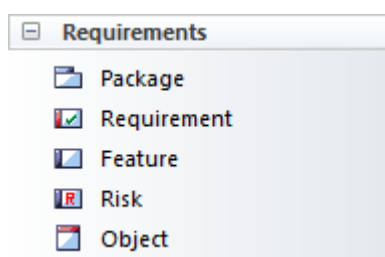 Requirements
Package
Requirement
Feature
R Risk
Object